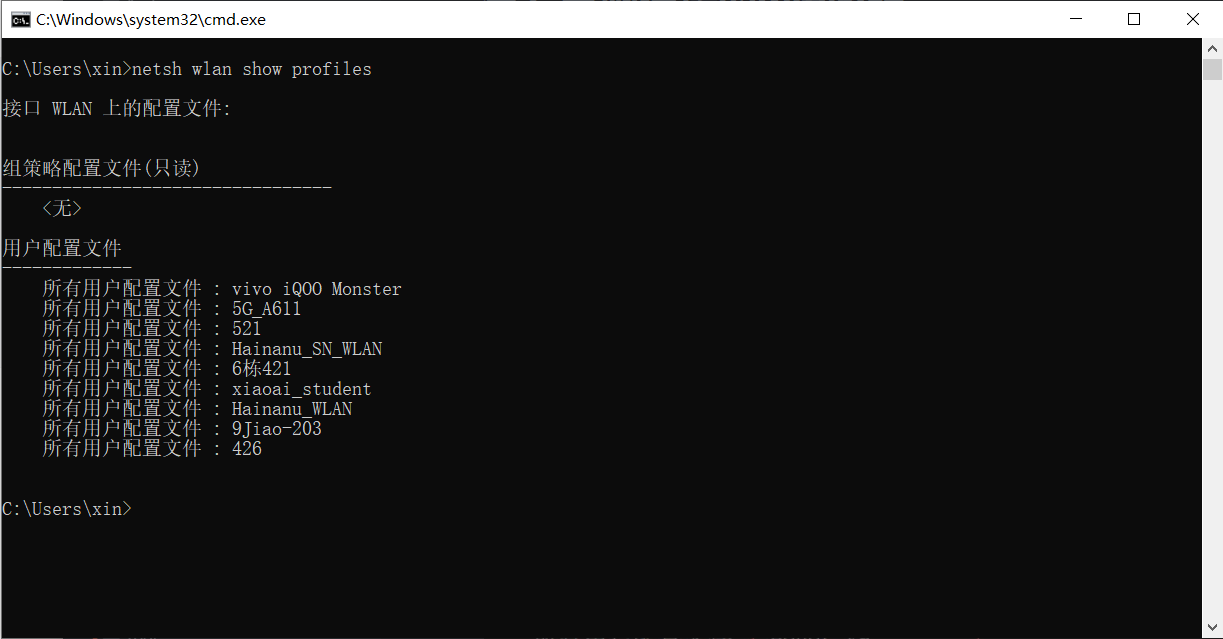 C:\Windows\system32\cmd.exe
C:\Users\xin>netsh wlan show profiles
接口 WLAN 上的配置文件:
组策略配置文件(只读)
---------------------------------
<无>
用户配置文件
-------------
所有用户配置文件 : vivo iQOO Monster
所有用户配置文件 : 5G_A611
所有用户配置文件 : 521
所有用户配置文件 : Hainanu_SN_WLAN
所有用户配置文件 : 6栋421
所有用户配置文件 : xiaoai_student
所有用户配置文件 : Hainanu_WLAN
所有用户配置文件 : 9Jiao-203
所有用户配置文件 : 426
C:\Users\xin>